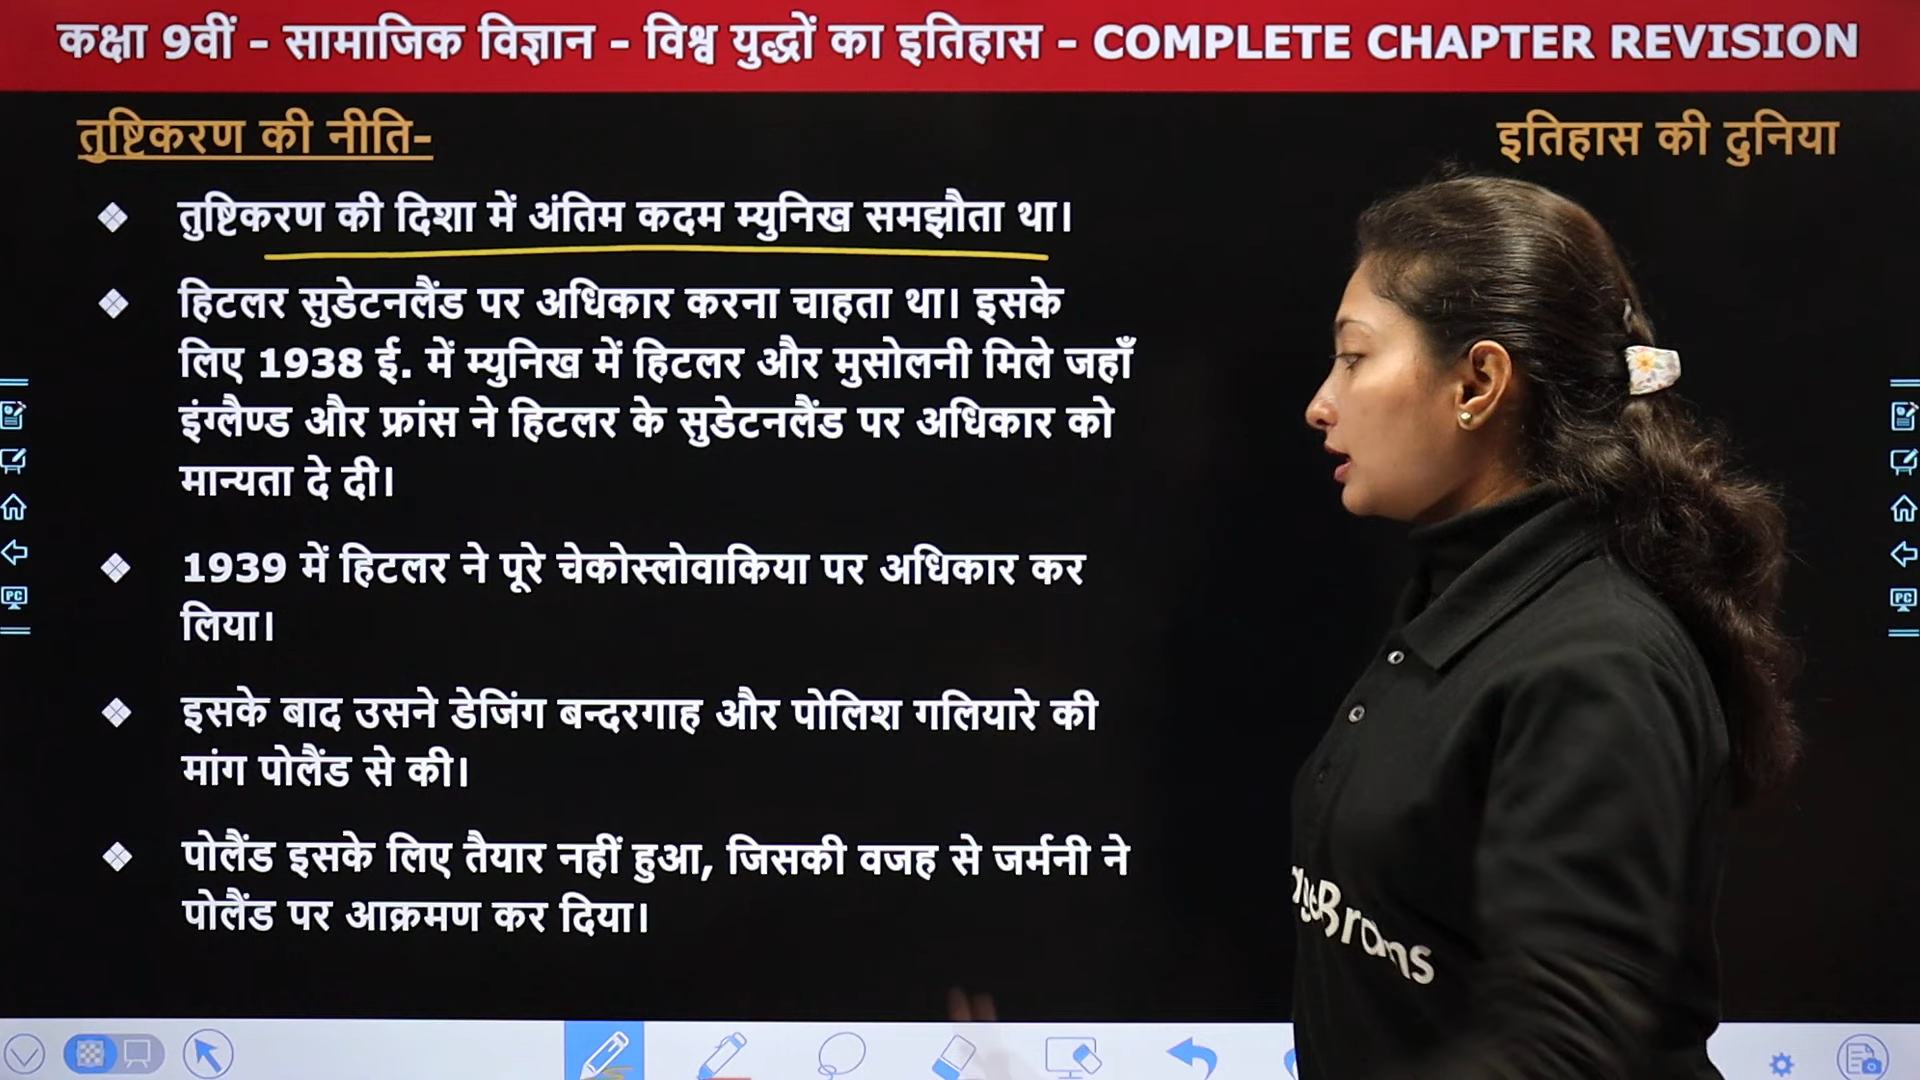 कक्षा 9वीं - सामाजिक विज्ञान - विश्व युद्धों का इतिहास - COMPLETE CHAPTER REVISION
तुष्टिकरण की नीति-
इतिहास की दुनिया
❖ तुष्टिकरण की दिशा में अंतिम कदम म्युनिख समझौता था।
❖ हिटलर सुडेटनलैंड पर अधिकार करना चाहता था। इसके
लिए 1938 ई. में म्युनिख में हिटलर और मुसोलनी मिले जहाँ
इंग्लैण्ड और फ्रांस ने हिटलर के सुडेटनलैंड पर अधिकार को
मान्यता दे दी।
❖ 1939 में हिटलर ने पूरे चेकोस्लोवाकिया पर अधिकार कर
लिया।
❖ इसके बाद उसने डेजिंग बन्दरगाह और पोलिश गलियारे की
मांग पोलैंड से की।
❖ पोलैंड इसके लिए तैयार नहीं हुआ, जिसकी वजह से जर्मनी ने
पोलैंड पर आक्रमण कर दिया।
PC
PC